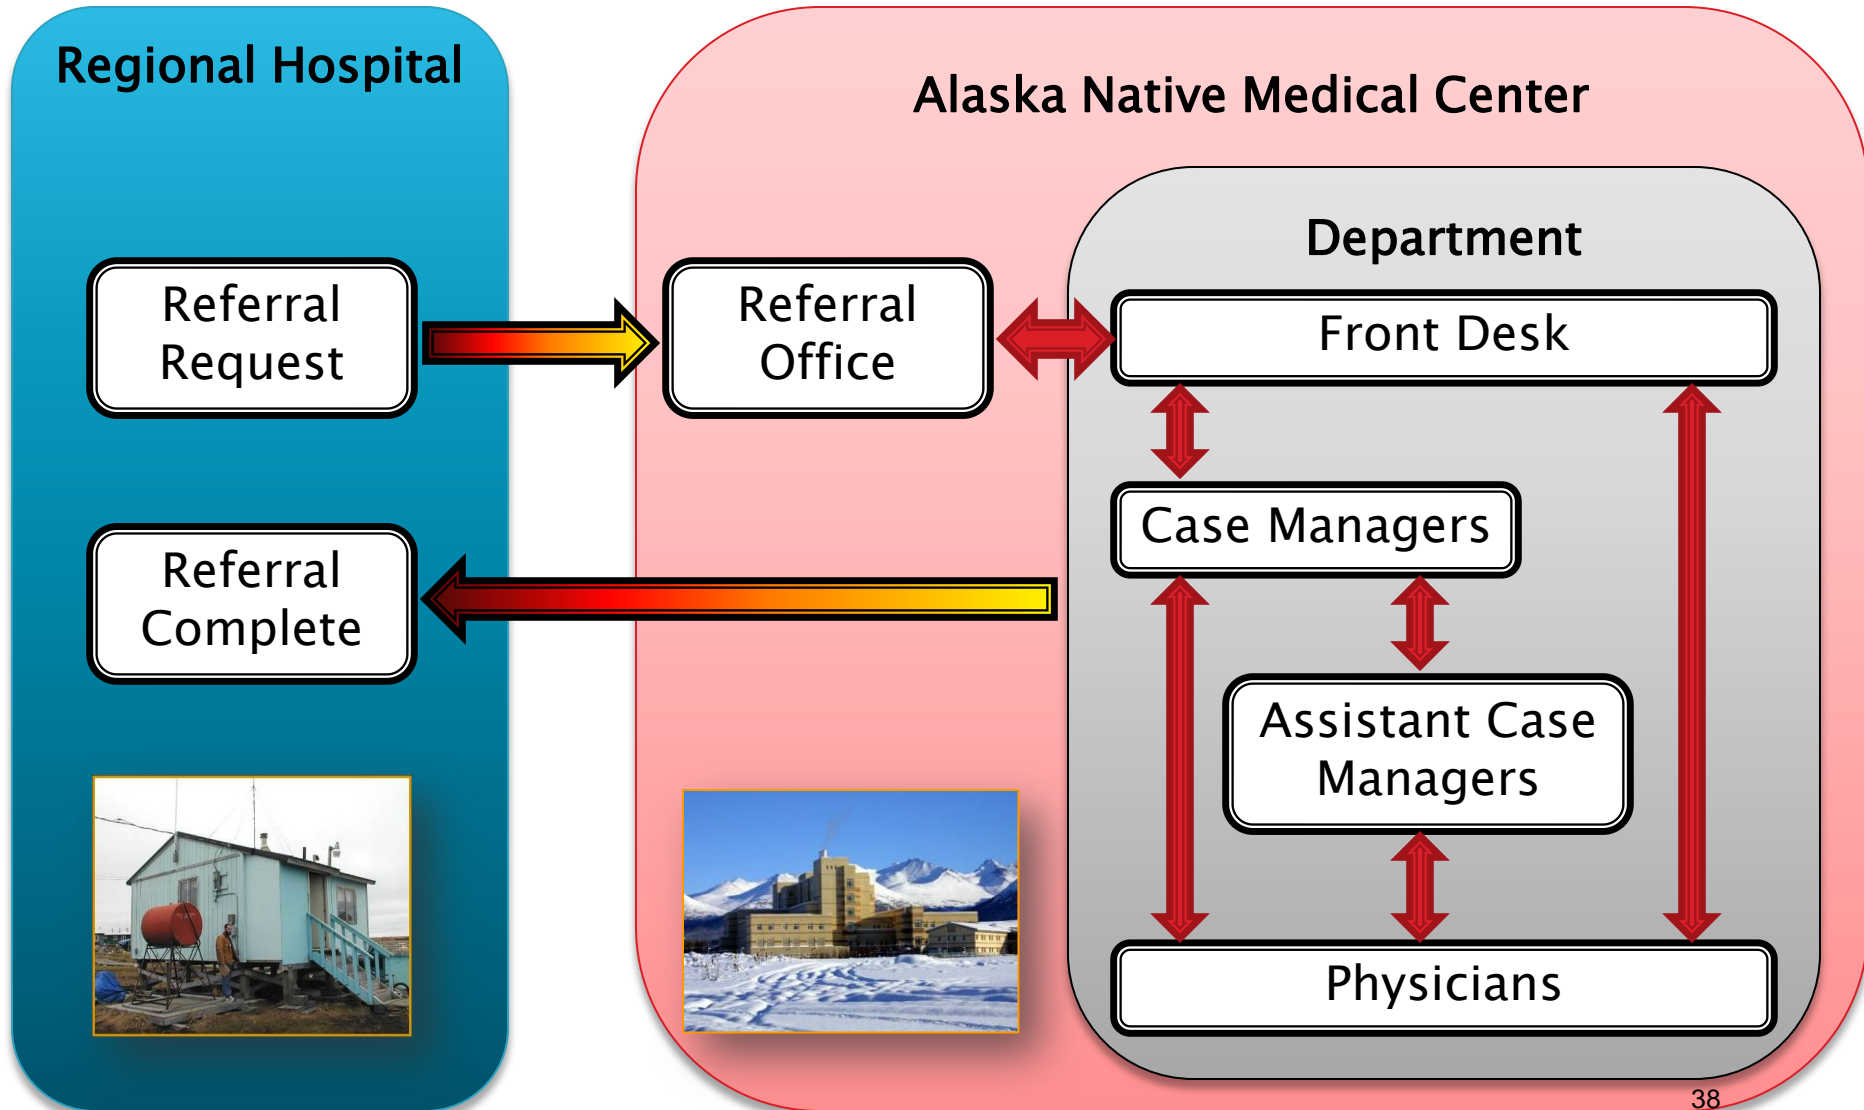 Regional Hospital
Alaska Native Medical Center
Department
Referral
Request
Referral
Office
Front Desk
Case Managers
Referral
Complete
Assistant Case
Managers
Physicians
38